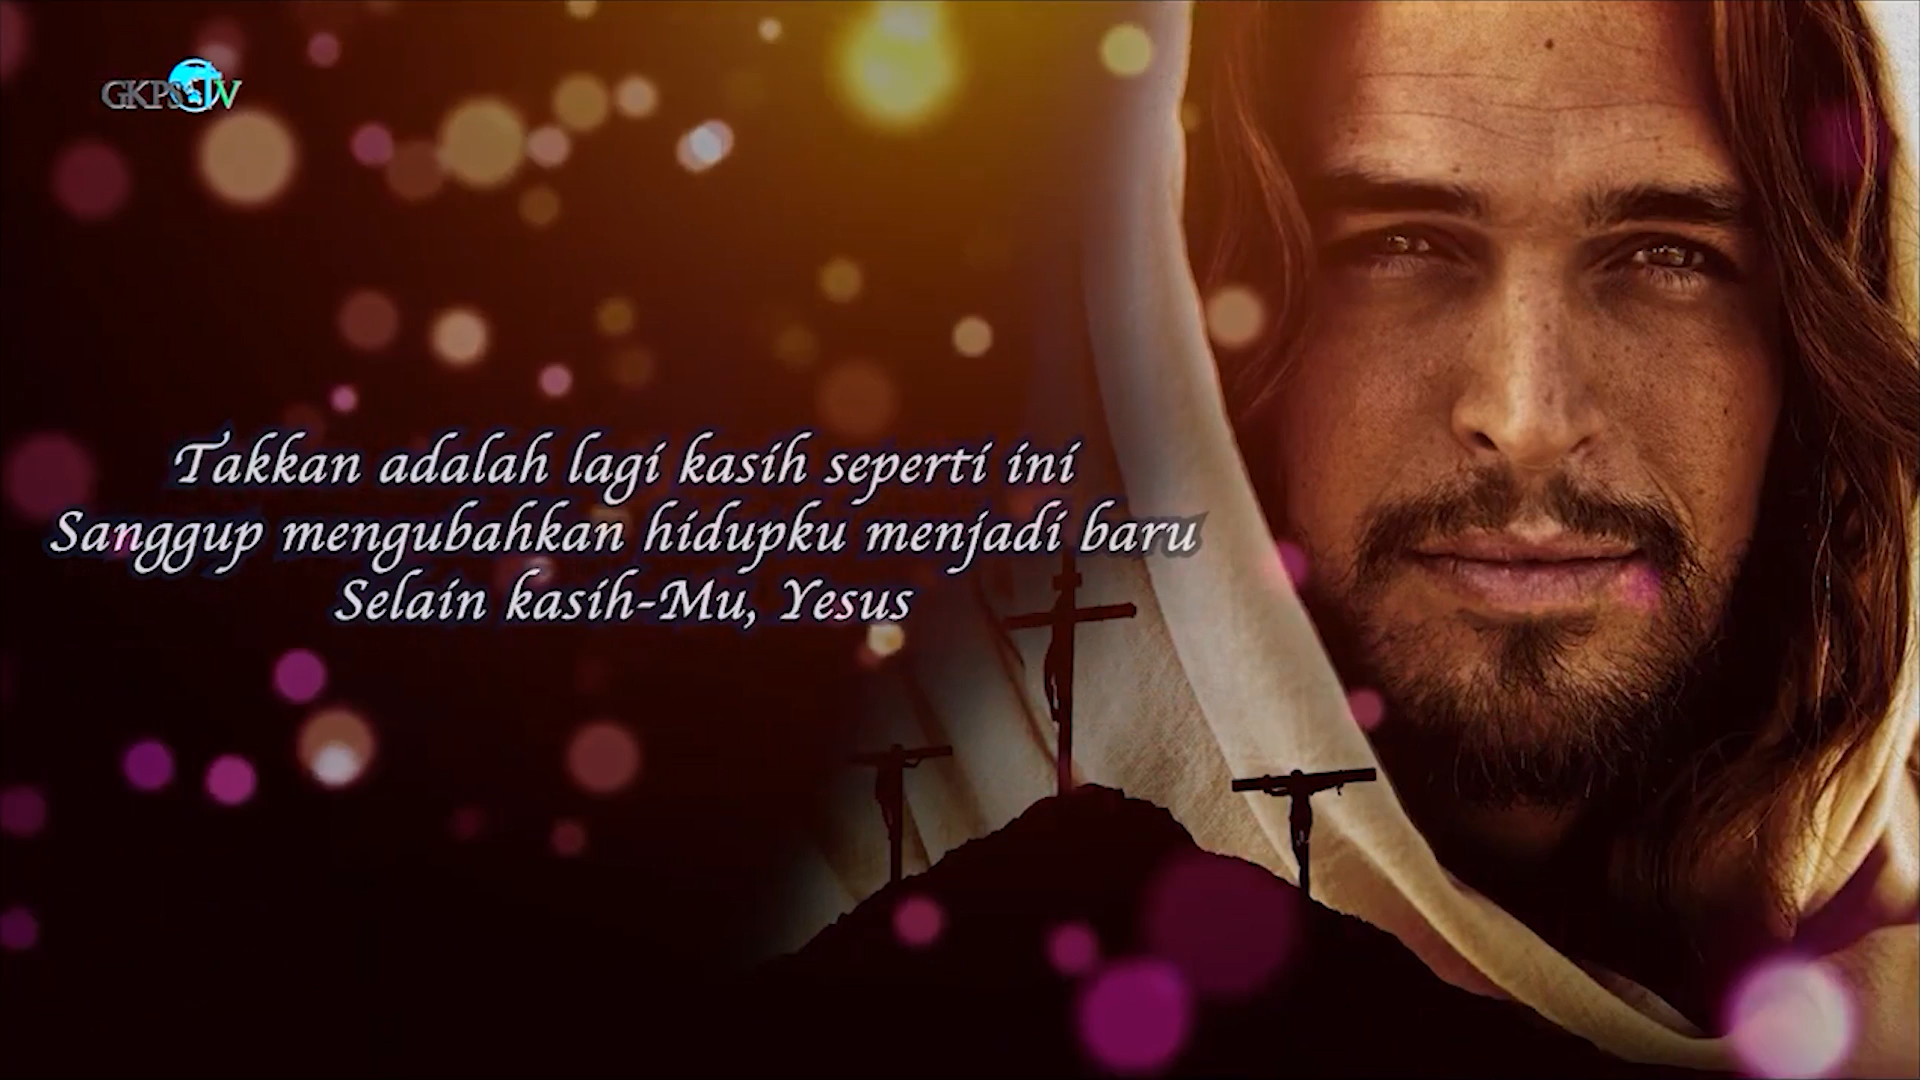 GKPS TV
Takkan adalah lagi kasih seperti ini
Sanggup mengubahkan hidupku menjadi baru
Selain kasih-Mu, Yesus